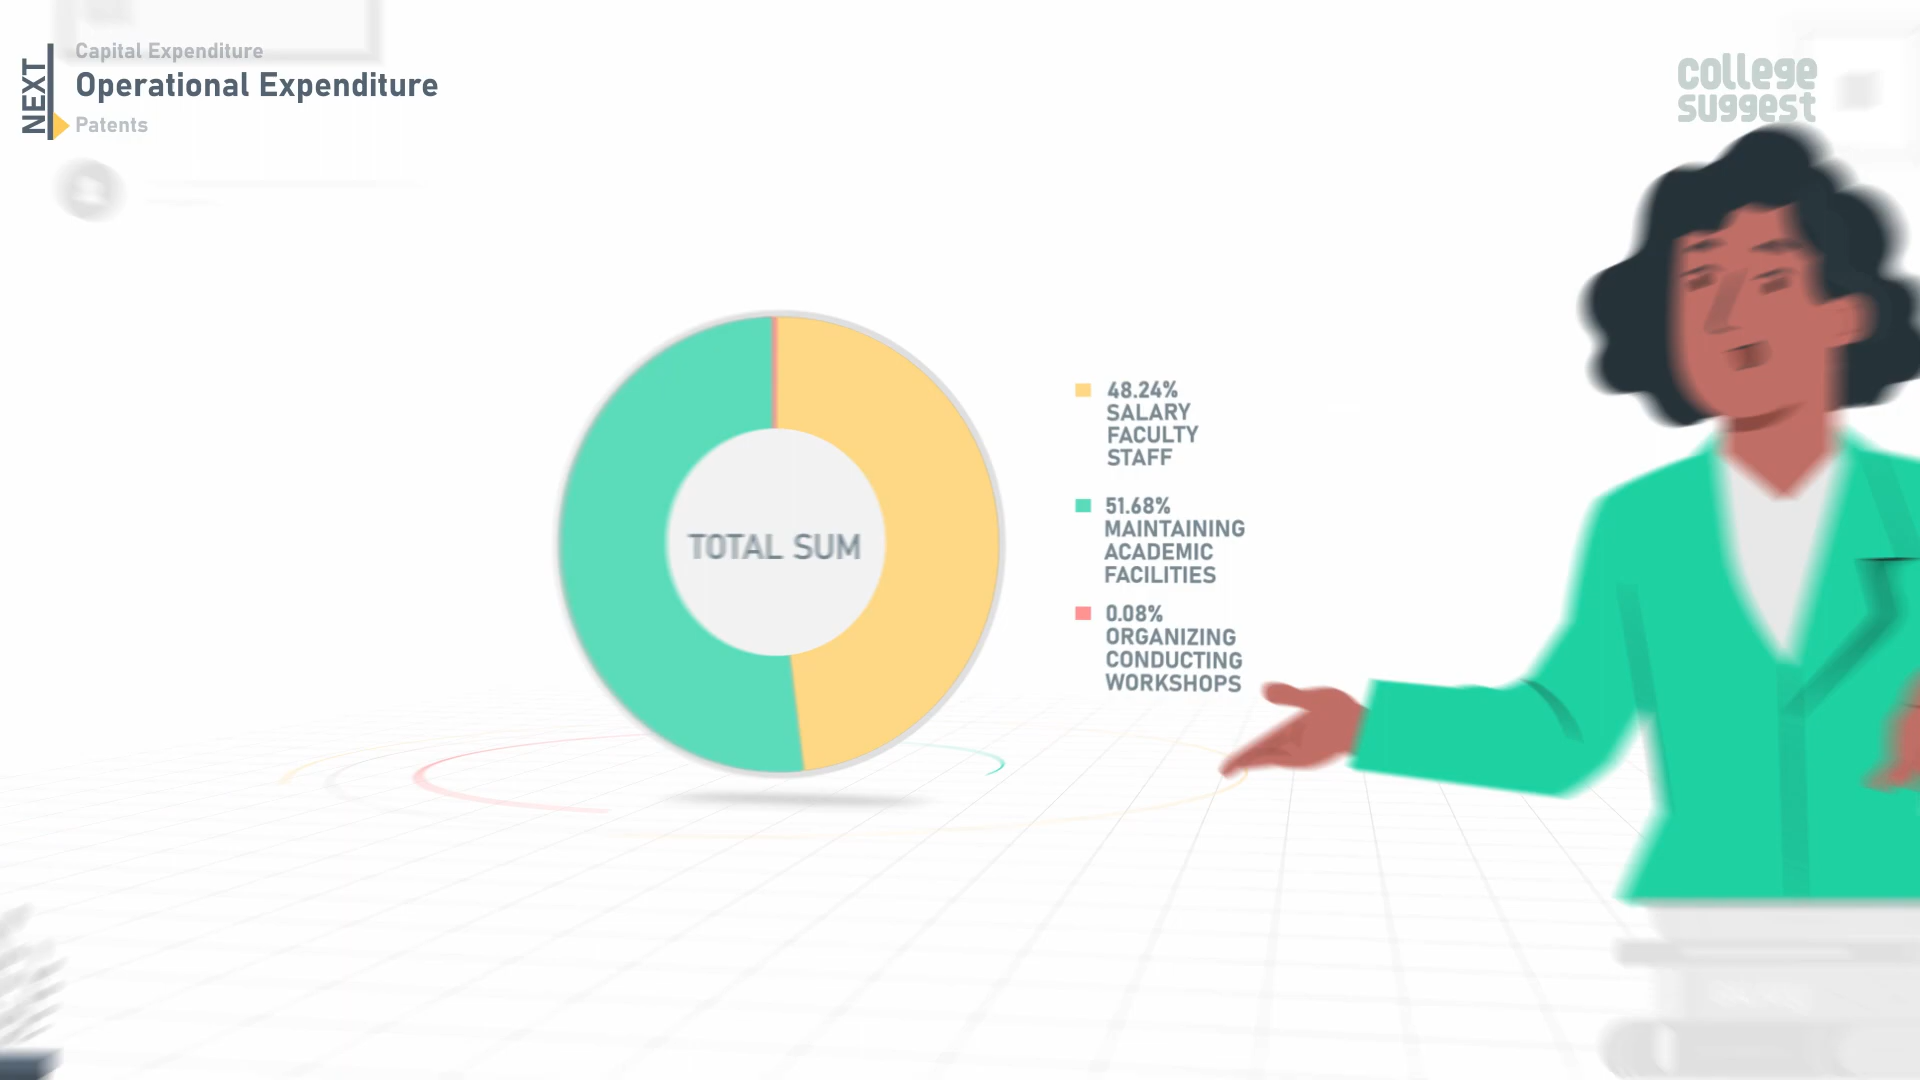 NEXT
Capital Expenditure
Operational Expenditure
Patents
college
suggest
TOTAL SUM
48.24%
SALARY
FACULTY
STAFF
51.68%
MAINTAINING
ACADEMIC
FACILITIES
0.08%
ORGANIZING
CONDUCTING
WORKSHOPS